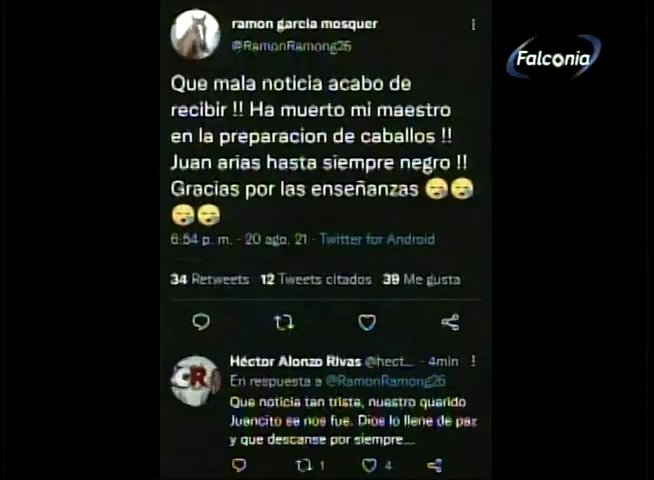 ramon garcia mosquer
@RamonRamong26
Falconia
Que mala noticia acabo de
recibir !! Ha muerto mi maestro
en la preparacion de caballos !!
Juan arias hasta siempre negro !!
Gracias por las enseñanzas 😪😪
😪😪
6:54 p. m. · 20 ago. 21 · Twitter for Android
34 Retweets 12 Tweets citados 39 Me gusta
Héctor Alonzo Rivas @hect... · 4min
En respuesta a @RamonRamong26
Que noticia tan triste, nuestro querido
Juancito se nos fue. Dios lo llene de paz
y que descanse por siempre...
1 4